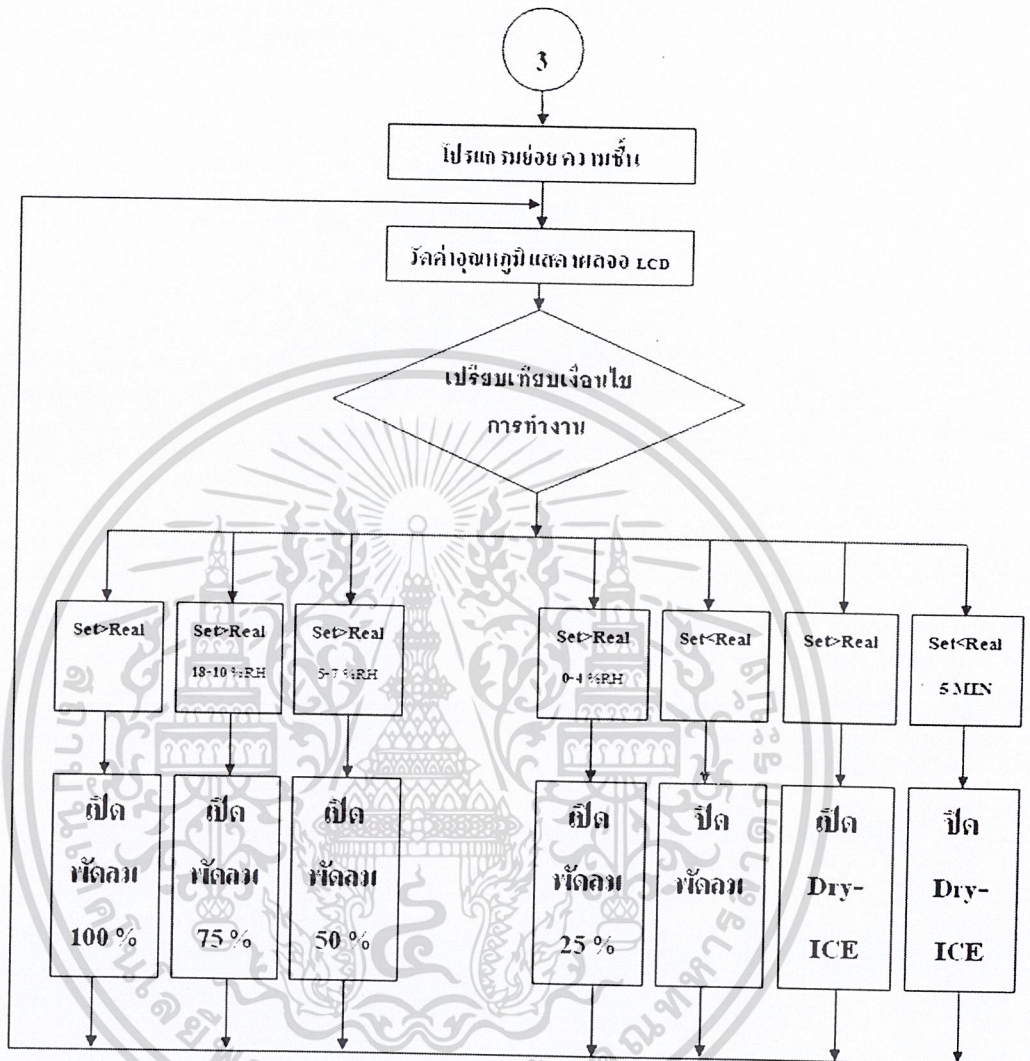 3
โปรแกรมย่อยความชื้น
วัดค่าอุณหภูมิแสดงผลจอ LCD
เปรียบเทียบเงื่อนไข
การทำงาน
Set>Real
Set>Real
18-10 %RH
Set>Real
5-7 %RH
Set>Real
0-4 %RH
Set<Real
Set>Real
Set<Real
5 MIN
เปิด
พัดลม
100 %
เปิด
พัดลม
75 %
เปิด
พัดลม
50 %
เปิด
พัดลม
25 %
ปิด
พัดลม
เปิด
Dry-
ICE
ปิด
Dry-
ICE